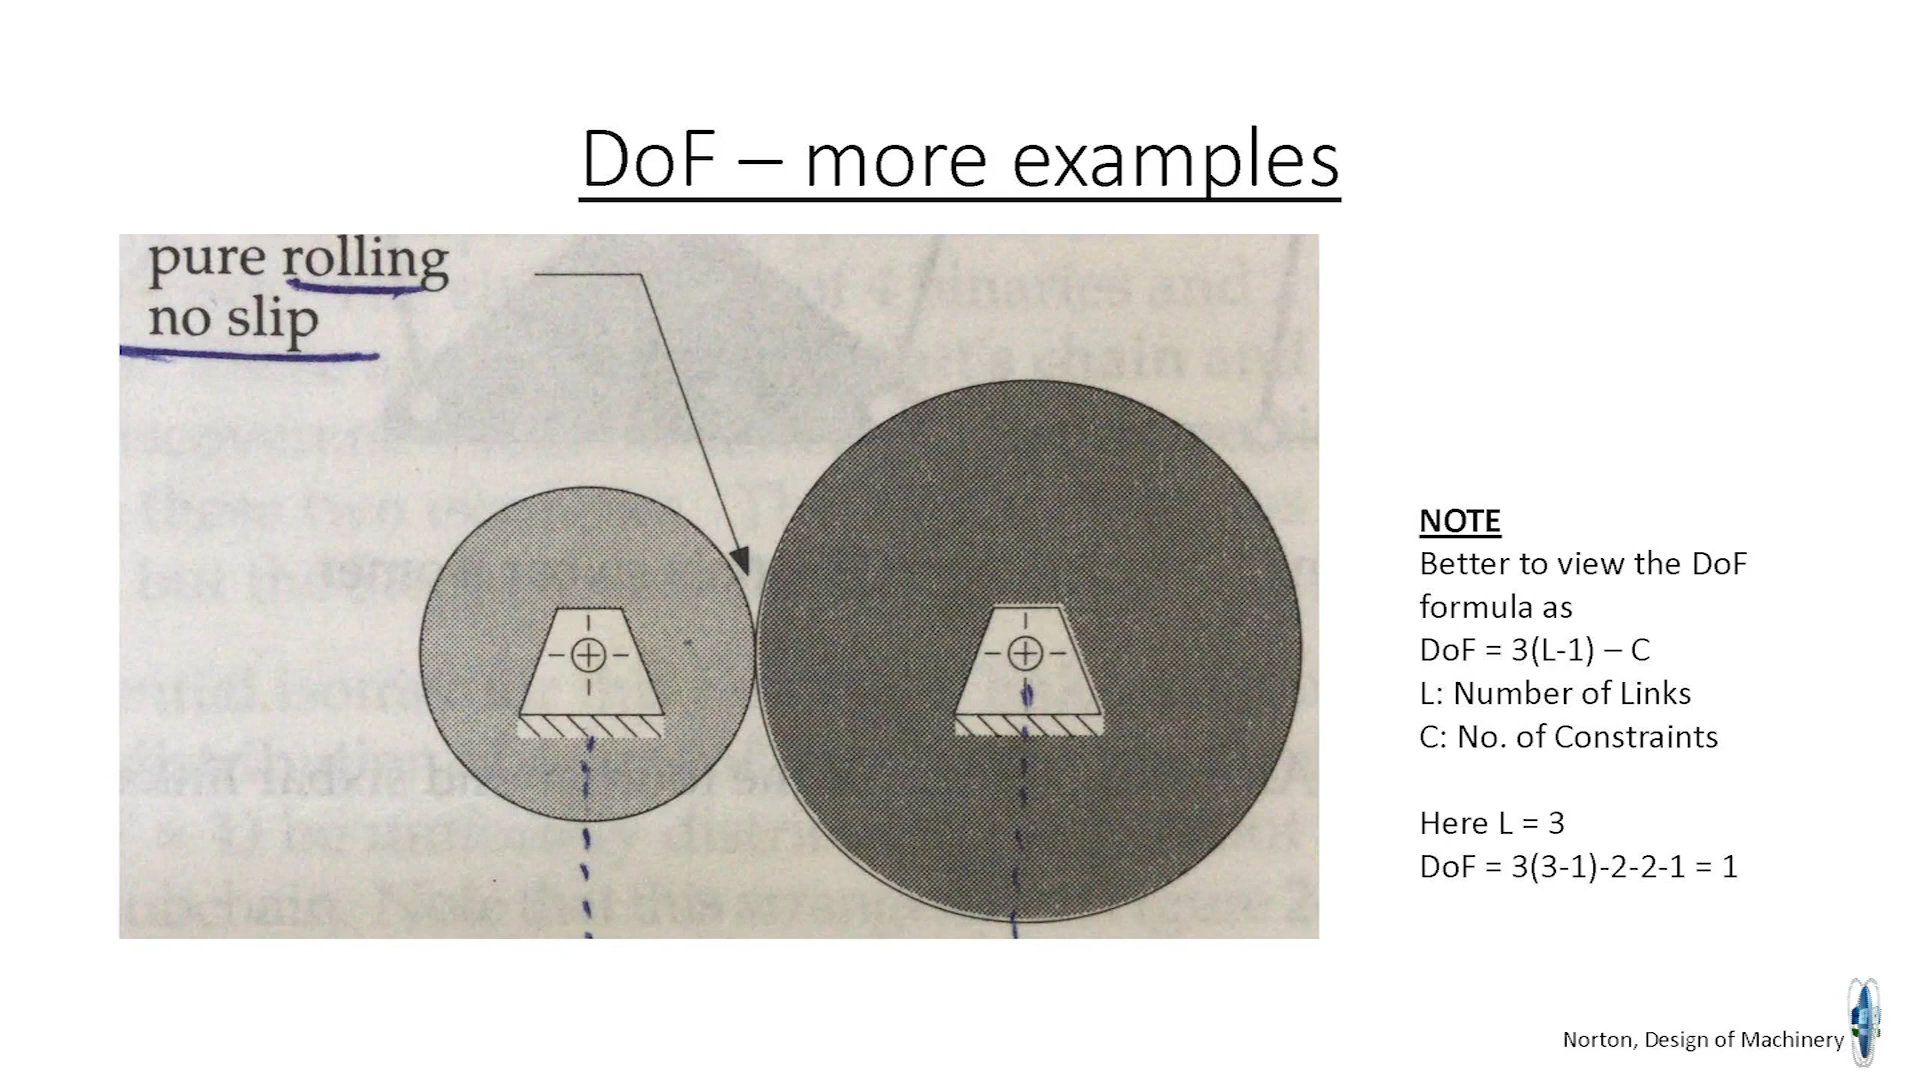 DoF – more examples
pure rolling
no slip
NOTE
Better to view the DoF
formula as
DoF = 3(L-1) – C
L: Number of Links
C: No. of Constraints
Here L = 3
DoF = 3(3-1)-2-2-1 = 1
Norton, Design of Machinery